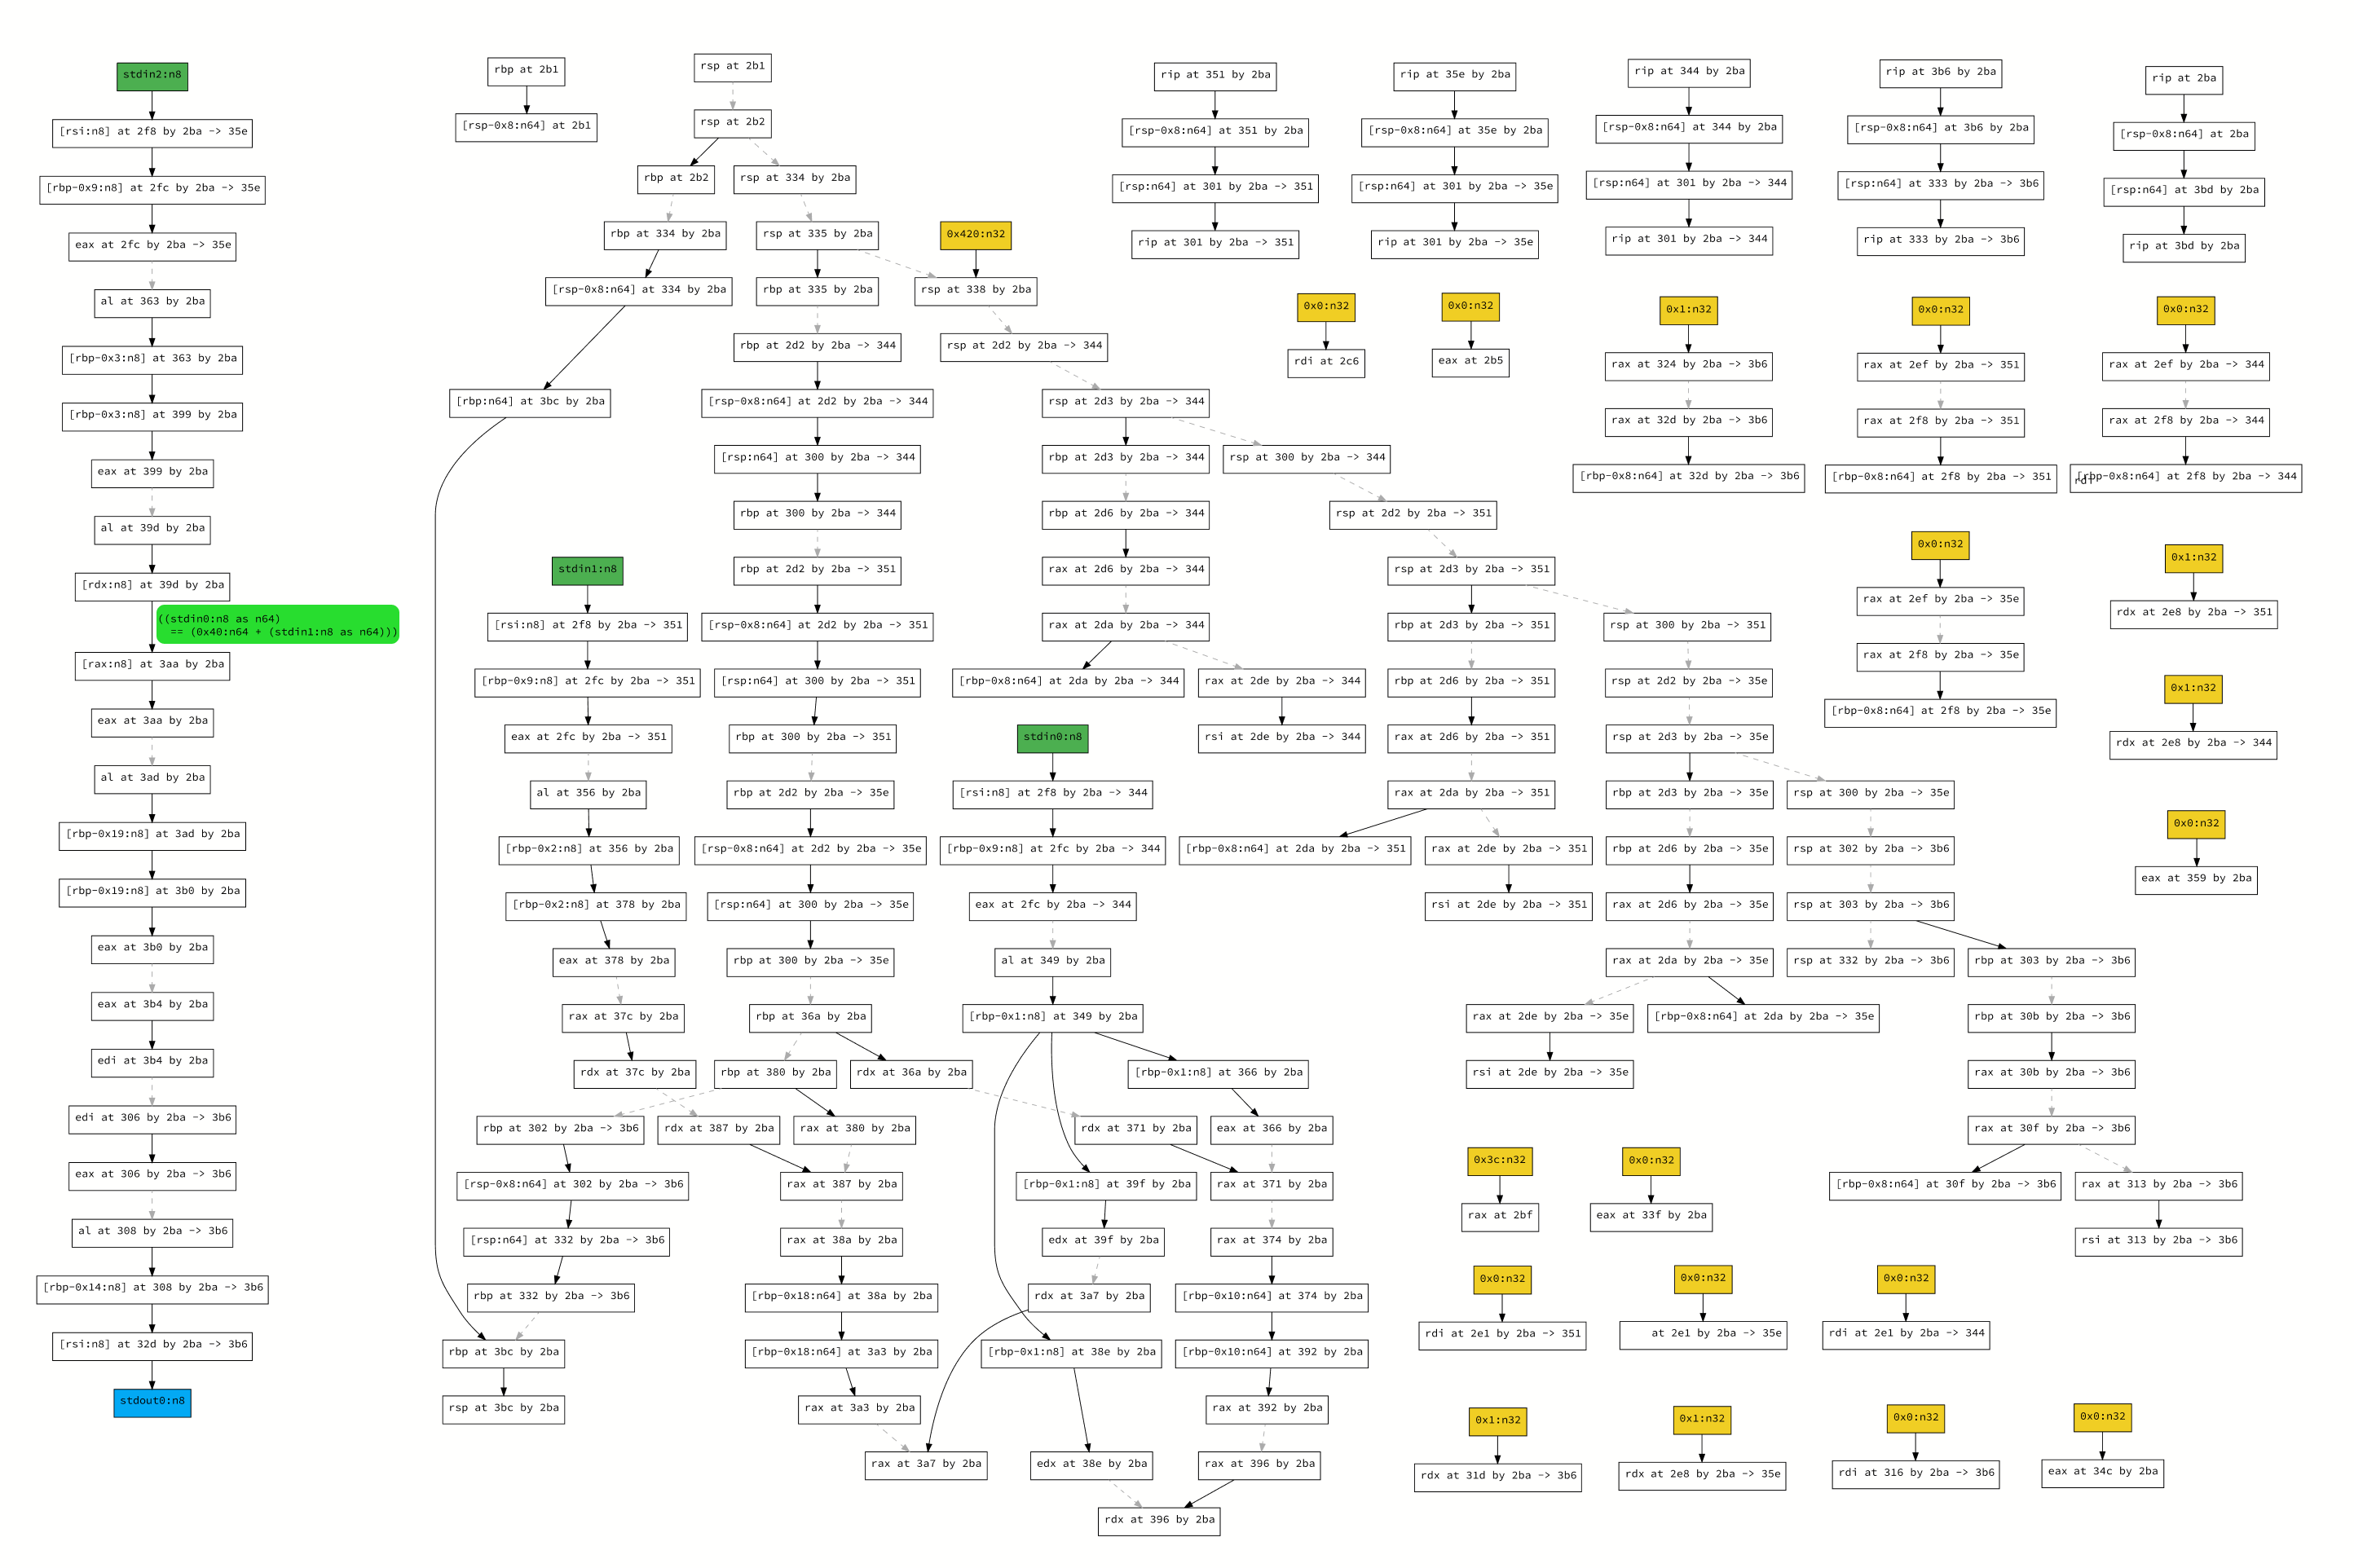 stdin2:n8
[rsi:n8] at 2f8 by 2ba -> 35e
[rbp-0x9:n8] at 2fc by 2ba -> 35e
eax at 2fc by 2ba -> 35e
al at 363 by 2ba
[rbp-0x3:n8] at 363 by 2ba
[rbp-0x3:n8] at 399 by 2ba
eax at 399 by 2ba
al at 39d by 2ba
[rdx:n8] at 39d by 2ba
((stdin0:n8 as n64)
== (0x40:n64 + (stdin1:n8 as n64)))
[rax:n8] at 3aa by 2ba
eax at 3aa by 2ba
al at 3ad by 2ba
[rbp-0x19:n8] at 3ad by 2ba
[rbp-0x19:n8] at 3b0 by 2ba
eax at 3b0 by 2ba
eax at 3b4 by 2ba
edi at 3b4 by 2ba
edi at 306 by 2ba -> 3b6
eax at 306 by 2ba -> 3b6
al at 308 by 2ba -> 3b6
[rbp-0x14:n8] at 308 by 2ba -> 3b6
[rsi:n8] at 32d by 2ba -> 3b6
stdout0:n8
rbp at 2b1
[rsp-0x8:n64] at 2b1
rsp at 2b1
rsp at 2b2
rbp at 2b2
rsp at 334 by 2ba
rbp at 334 by 2ba
rsp at 335 by 2ba
0x420:n32
[rsp-0x8:n64] at 334 by 2ba
rbp at 335 by 2ba
rsp at 338 by 2ba
rbp at 2d2 by 2ba -> 344
rsp at 2d2 by 2ba -> 344
[rbp:n64] at 3bc by 2ba
[rsp-0x8:n64] at 2d2 by 2ba -> 344
rsp at 2d3 by 2ba -> 344
[rsp:n64] at 300 by 2ba -> 344
rbp at 2d3 by 2ba -> 344
rsp at 300 by 2ba -> 344
rbp at 300 by 2ba -> 344
rbp at 2d6 by 2ba -> 344
rsp at 2d2 by 2ba -> 351
stdin1:n8
rbp at 2d2 by 2ba -> 351
rax at 2d6 by 2ba -> 344
rsp at 2d3 by 2ba -> 351
[rsi:n8] at 2f8 by 2ba -> 351
[rsp-0x8:n64] at 2d2 by 2ba -> 351
rax at 2da by 2ba -> 344
rbp at 2d3 by 2ba -> 351
rsp at 300 by 2ba -> 351
[rbp-0x9:n8] at 2fc by 2ba -> 351
[rsp:n64] at 300 by 2ba -> 351
[rbp-0x8:n64] at 2da by 2ba -> 344
rax at 2de by 2ba -> 344
rbp at 2d6 by 2ba -> 351
rsp at 2d2 by 2ba -> 35e
eax at 2fc by 2ba -> 351
rbp at 300 by 2ba -> 351
stdin0:n8
rsi at 2de by 2ba -> 344
rax at 2d6 by 2ba -> 351
rsp at 2d3 by 2ba -> 35e
al at 356 by 2ba
rbp at 2d2 by 2ba -> 35e
[rsi:n8] at 2f8 by 2ba -> 344
rax at 2da by 2ba -> 351
rbp at 2d3 by 2ba -> 35e
rsp at 300 by 2ba -> 35e
[rbp-0x2:n8] at 356 by 2ba
[rsp-0x8:n64] at 2d2 by 2ba -> 35e
[rbp-0x9:n8] at 2fc by 2ba -> 344
[rbp-0x8:n64] at 2da by 2ba -> 351
rax at 2de by 2ba -> 351
rbp at 2d6 by 2ba -> 35e
rsp at 302 by 2ba -> 3b6
[rbp-0x2:n8] at 378 by 2ba
[rsp:n64] at 300 by 2ba -> 35e
eax at 2fc by 2ba -> 344
rsi at 2de by 2ba -> 351
rax at 2d6 by 2ba -> 35e
rsp at 303 by 2ba -> 3b6
eax at 378 by 2ba
rbp at 300 by 2ba -> 35e
al at 349 by 2ba
rax at 2da by 2ba -> 35e
rsp at 332 by 2ba -> 3b6
rbp at 303 by 2ba -> 3b6
rax at 37c by 2ba
rbp at 36a by 2ba
[rbp-0x1:n8] at 349 by 2ba
rax at 2de by 2ba -> 35e
[rbp-0x8:n64] at 2da by 2ba -> 35e
rbp at 30b by 2ba -> 3b6
rdx at 37c by 2ba
rbp at 380 by 2ba
rdx at 36a by 2ba
[rbp-0x1:n8] at 366 by 2ba
rsi at 2de by 2ba -> 35e
rax at 30b by 2ba -> 3b6
rbp at 302 by 2ba -> 3b6
rdx at 387 by 2ba
rax at 380 by 2ba
rdx at 371 by 2ba
eax at 366 by 2ba
rax at 30f by 2ba -> 3b6
[rsp-0x8:n64] at 302 by 2ba -> 3b6
rax at 387 by 2ba
[rbp-0x1:n8] at 39f by 2ba
rax at 371 by 2ba
[rbp-0x8:n64] at 30f by 2ba -> 3b6
rax at 313 by 2ba -> 3b6
[rsp:n64] at 332 by 2ba -> 3b6
rax at 38a by 2ba
edx at 39f by 2ba
rax at 374 by 2ba
rsi at 313 by 2ba -> 3b6
rbp at 332 by 2ba -> 3b6
[rbp-0x18:n64] at 38a by 2ba
rdx at 3a7 by 2ba
[rbp-0x10:n64] at 374 by 2ba
rbp at 3bc by 2ba
[rbp-0x18:n64] at 3a3 by 2ba
[rbp-0x1:n8] at 38e by 2ba
[rbp-0x10:n64] at 392 by 2ba
rsp at 3bc by 2ba
rax at 3a3 by 2ba
rax at 392 by 2ba
rax at 3a7 by 2ba
edx at 38e by 2ba
rax at 396 by 2ba
rdx at 396 by 2ba
rip at 351 by 2ba
[rsp-0x8:n64] at 351 by 2ba
[rsp:n64] at 301 by 2ba -> 351
rip at 301 by 2ba -> 351
rip at 35e by 2ba
[rsp-0x8:n64] at 35e by 2ba
[rsp:n64] at 301 by 2ba -> 35e
rip at 301 by 2ba -> 35e
rip at 344 by 2ba
[rsp-0x8:n64] at 344 by 2ba
[rsp:n64] at 301 by 2ba -> 344
rip at 301 by 2ba -> 344
rip at 3b6 by 2ba
[rsp-0x8:n64] at 3b6 by 2ba
[rsp:n64] at 333 by 2ba -> 3b6
rip at 333 by 2ba -> 3b6
rip at 2ba
[rsp-0x8:n64] at 2ba
[rsp:n64] at 3bd by 2ba
rip at 3bd by 2ba
0x0:n32
rdi at 2c6
0x0:n32
eax at 2b5
0x1:n32
rax at 324 by 2ba -> 3b6
rax at 32d by 2ba -> 3b6
[rbp-0x8:n64] at 32d by 2ba -> 3b6
0x0:n32
rax at 2ef by 2ba -> 351
rax at 2f8 by 2ba -> 351
[rbp-0x8:n64] at 2f8 by 2ba -> 351
0x0:n32
rax at 2ef by 2ba -> 344
rax at 2f8 by 2ba -> 344
[rbp-0x8:n64] at 2f8 by 2ba -> 344
rdi
0x0:n32
rax at 2ef by 2ba -> 35e
rax at 2f8 by 2ba -> 35e
[rbp-0x8:n64] at 2f8 by 2ba -> 35e
0x1:n32
rdx at 2e8 by 2ba -> 351
0x1:n32
rdx at 2e8 by 2ba -> 344
0x0:n32
eax at 359 by 2ba
0x3c:n32
rax at 2bf
0x0:n32
eax at 33f by 2ba
0x0:n32
rdi at 2e1 by 2ba -> 351
0x0:n32
at 2e1 by 2ba -> 35e
0x0:n32
rdi at 2e1 by 2ba -> 344
0x1:n32
rdx at 31d by 2ba -> 3b6
0x1:n32
rdx at 2e8 by 2ba -> 35e
0x0:n32
rdi at 316 by 2ba -> 3b6
0x0:n32
eax at 34c by 2ba